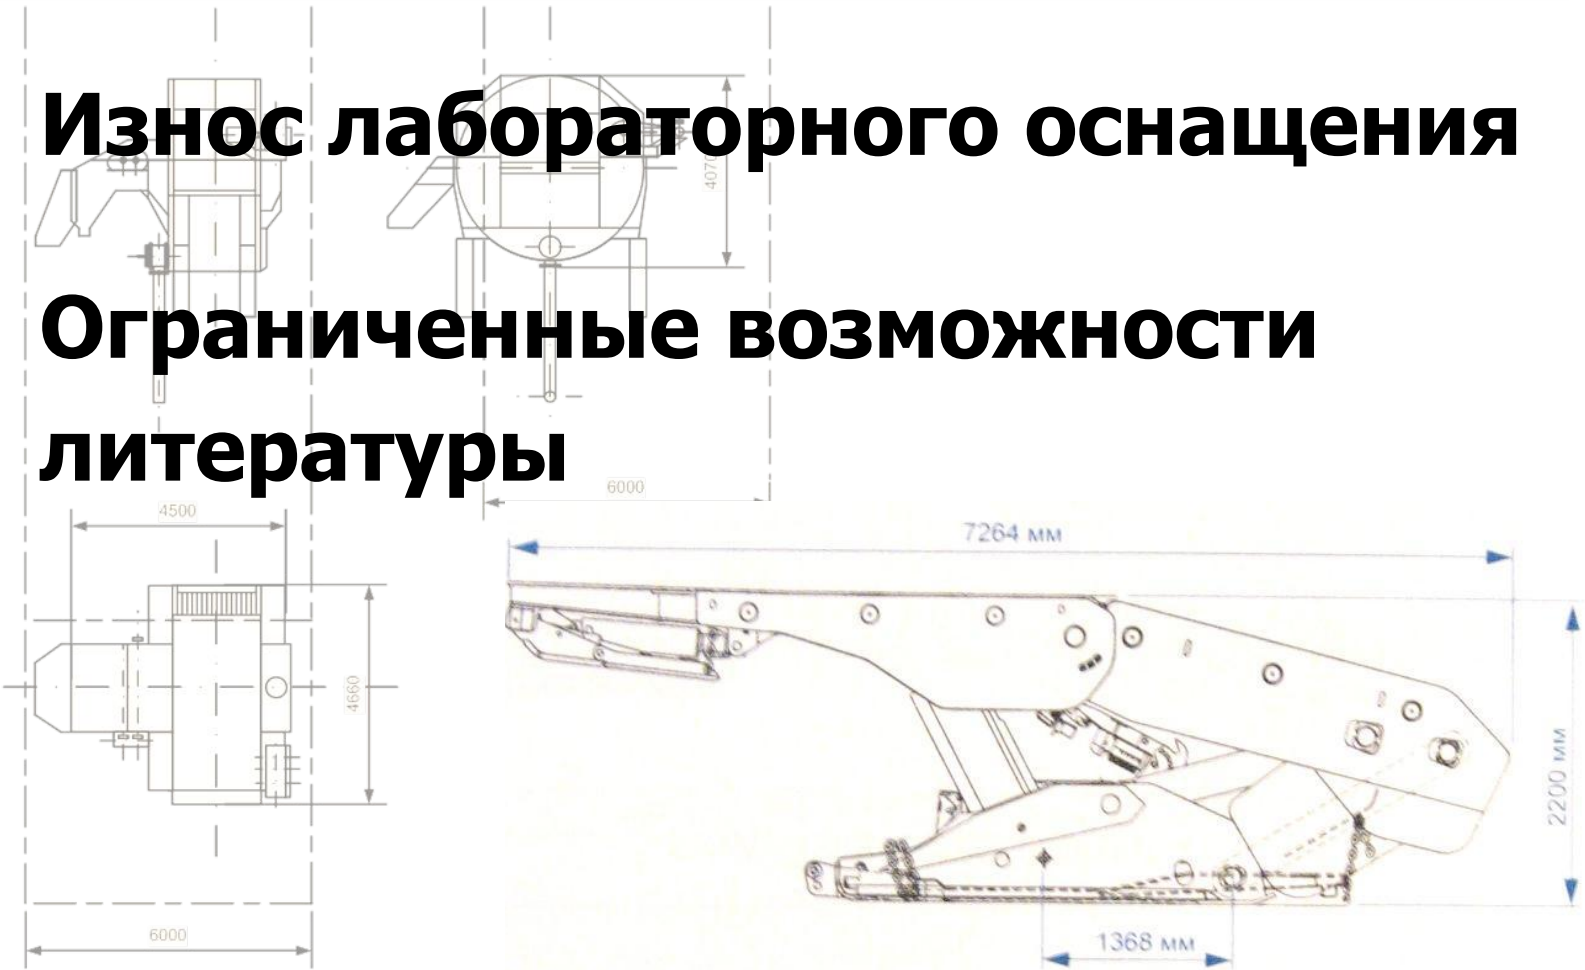 Износ лабораторного оснащения
4070
Ограниченные возможности
литературы
6000
4500
7264 мм
4660
2200 мм
6000
1368 мм